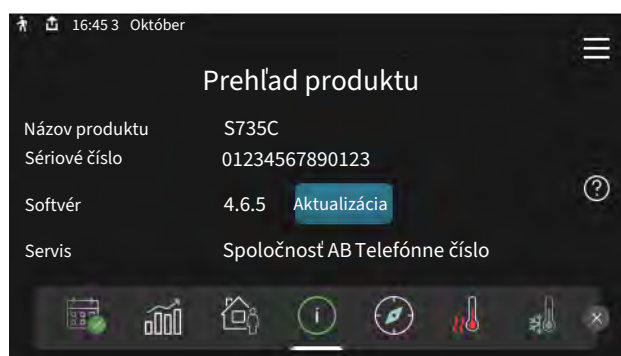 16:45 3 Október
Prehľad produktu
Názov produktu S735C
Sériové číslo 01234567890123
Softvér 4.6.5 Aktualizácia
Servis Spoločnosť AB Telefónne číslo